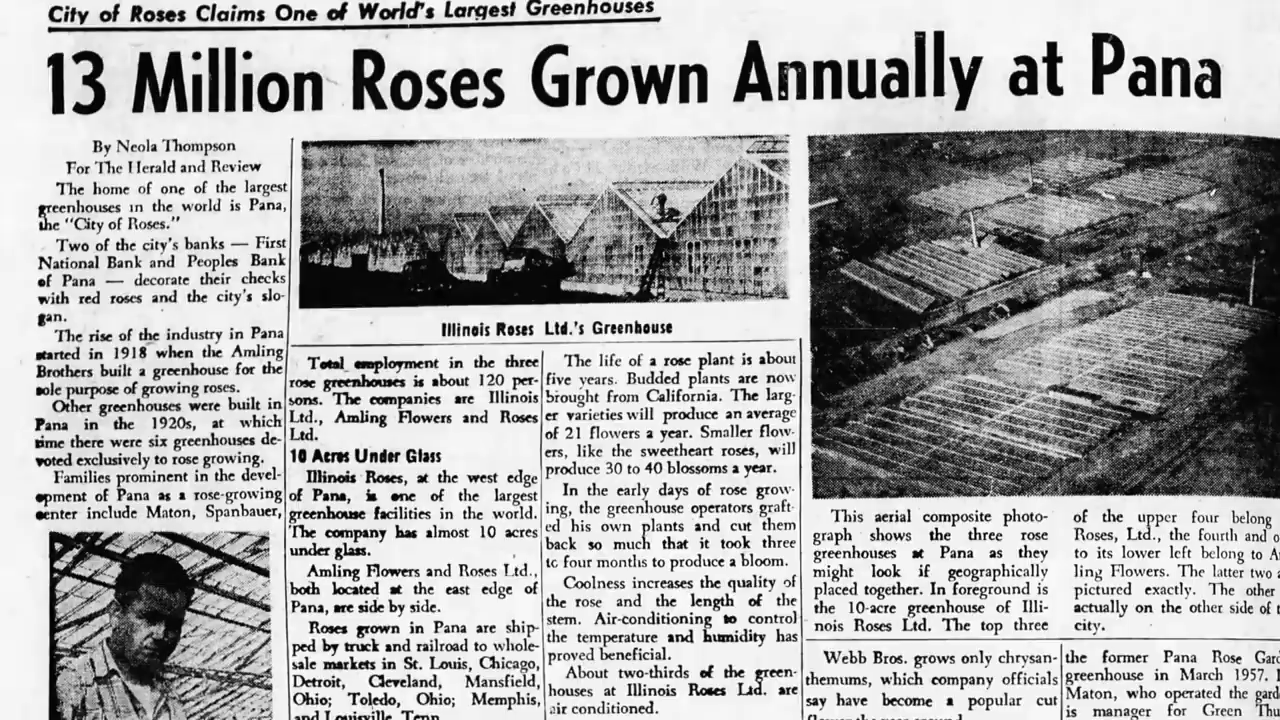 City of Roses Claims One of World's Largest Greenhouses
13 Million Roses Grown Annually at Pana
By Neola Thompson
For The Herald and Review
The home of one of the largest
greenhouses in the world is Pana,
the "City of Roses."
Two of the city's banks — First
National Bank and Peoples Bank
of Pana — decorate their checks
with red roses and the city's slo-
gan.
The rise of the industry in Pana
started in 1918 when the Amling
Brothers built a greenhouse for the
sole purpose of growing roses.
Other greenhouses were built in
Pana in the 1920s, at which
time there were six greenhouses de-
voted exclusively to rose growing.
Families prominent in the devel-
opment of Pana as a rose-growing
center include Maton, Spanbauer,
Illinois Roses Ltd.'s Greenhouse
Total employment in the three
rose greenhouses is about 120 per-
sons. The companies are Illinois
Ltd., Amling Flowers and Roses
Ltd.
10 Acres Under Glass
Illinois Roses, at the west edge
of Pana, is one of the largest
greenhouse facilities in the world.
The company has almost 10 acres
under glass.
Amling Flowers and Roses Ltd.,
both located at the east edge of
Pana, are side by side.
Roses grown in Pana are ship-
ped by truck and railroad to whole-
sale markets in St. Louis, Chicago,
Detroit, Cleveland, Mansfield,
Ohio; Toledo, Ohio; Memphis,
and Louisville, Tenn.
The life of a rose plant is about
five years. Budded plants are now
brought from California. The larg-
er varieties will produce an average
of 21 flowers a year. Smaller flow-
ers, like the sweetheart roses, will
produce 30 to 40 blossoms a year.
In the early days of rose grow-
ing, the greenhouse operators graft-
ed his own plants and cut them
back so much that it took three
to four months to produce a bloom.
Coolness increases the quality of
the rose and the length of the
stem. Air-conditioning to control
the temperature and humidity has
proved beneficial.
About two-thirds of the green-
houses at Illinois Roses Ltd. are
air conditioned.
This aerial composite photo-
graph shows the three rose
greenhouses at Pana as they
might look if geographically
placed together. In foreground is
the 10-acre greenhouse of Illi-
nois Roses Ltd. The top three
of the upper four belong
Roses, Ltd., the fourth and o
to its lower left belong to A
ling Flowers. The latter two
pictured exactly. The other
actually on the other side of
city.
Webb Bros. grows only chrysan-
themums, which company officials
say have become a popular cut
flower the year around.
the former Pana Rose Gar
greenhouse in March 1957.
Maton, who operated the gard
is manager for Green Thu